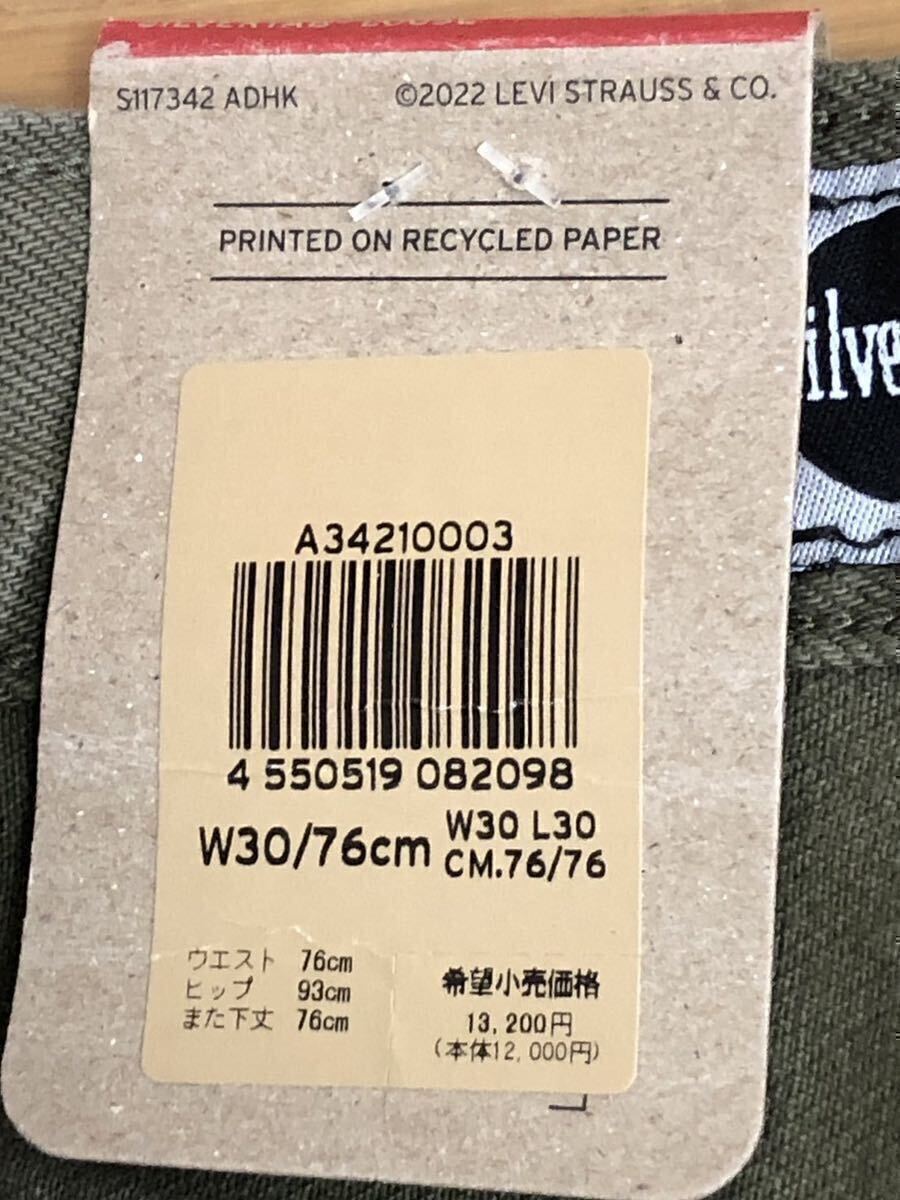 SILVERTAB™ LOOSE
S117342 ADHK ©2022 LEVI STRAUSS & CO.
PRINTED ON RECYCLED PAPER
ilve
A34210003
4 550519 082098
W30/76cm W30 L30
CM.76/76
ウエスト 76cm
ヒップ 93cm
また下丈 76cm
希望小売価格
13,200円
(本体12,000円)